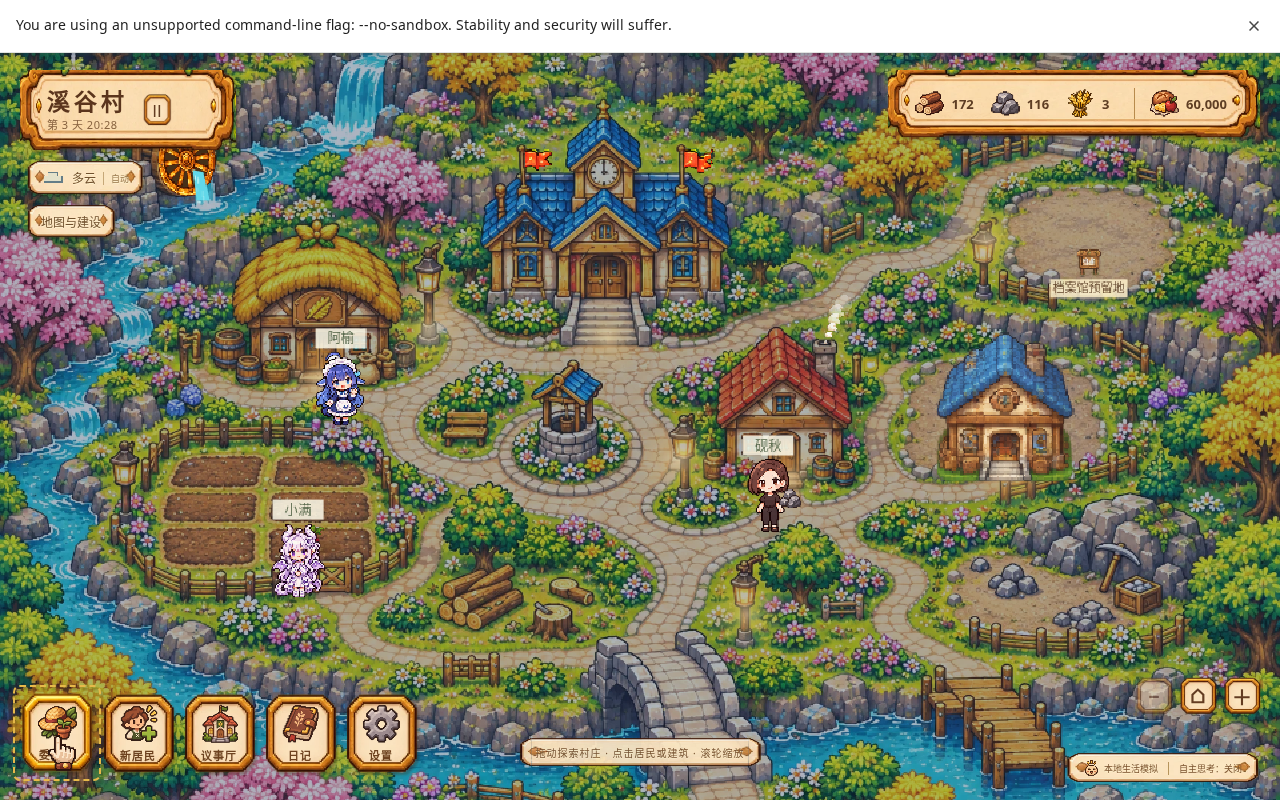 You are using an unsupported command-line flag: --no-sandbox. Stability and security will suffer.
溪谷村
第 3 天 20:28
172
116
3
60,000
多云
自动
地图与建设
档案馆预留地
阿榆
砚秋
小满
新居民
议事厅
日记
设置
拖动探索村庄 · 点击居民或建筑 · 滚轮缩放
本地生活模拟
自主思考：关闭